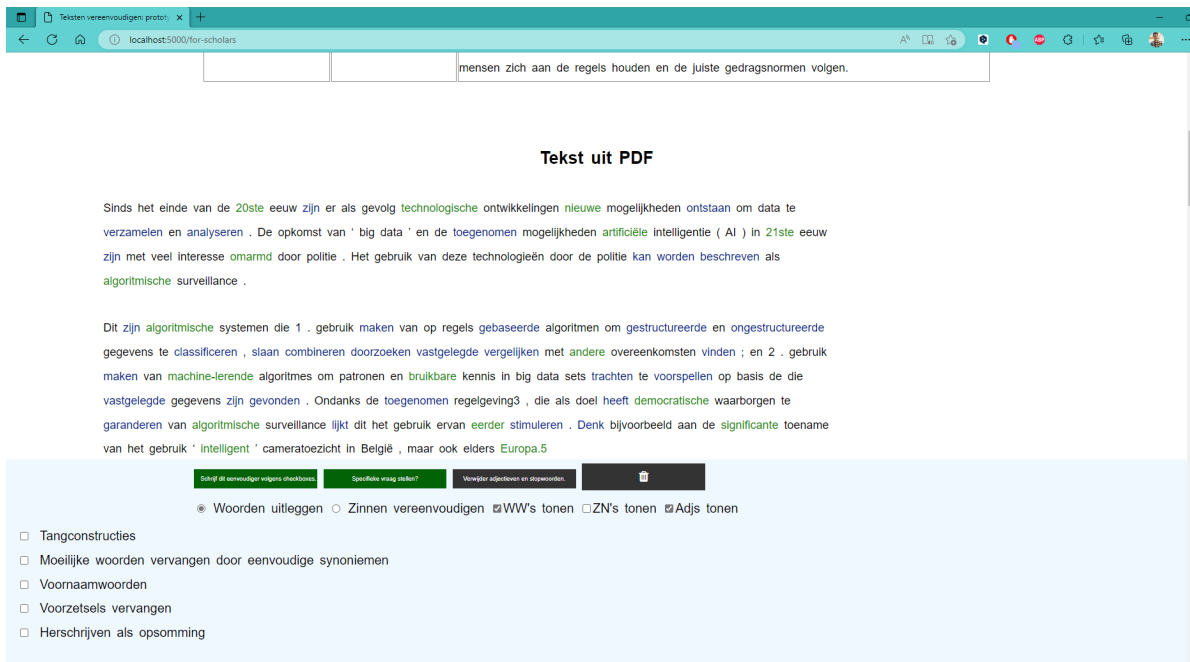 Teksten vereenvoudigen: prototy
localhost:5000/for-scholars
mensen zich aan de regels houden en de juiste gedragsnormen volgen.
Tekst uit PDF
Sinds het einde van de 20ste eeuw zijn er als gevolg technologische ontwikkelingen nieuwe mogelijkheden ontstaan om data te
verzamelen en analyseren . De opkomst van ‘ big data ’ en de toegenomen mogelijkheden artificiële intelligentie ( AI ) in 21ste eeuw
zijn met veel interesse omarmd door politie . Het gebruik van deze technologieën door de politie kan worden beschreven als
algoritmische surveillance .
Dit zijn algoritmische systemen die 1 . gebruik maken van op regels gebaseerde algoritmen om gestructureerde en ongestructureerde
gegevens te classificeren , slaan combineren doorzoeken vastgelegde vergelijken met andere overeenkomsten vinden ; en 2 . gebruik
maken van machine-lerende algoritmes om patronen en bruikbare kennis in big data sets trachten te voorspellen op basis de die
vastgelegde gegevens zijn gevonden . Ondanks de toegenomen regelgeving3 , die als doel heeft democratische waarborgen te
garanderen van algoritmische surveillance lijkt dit het gebruik ervan eerder stimuleren . Denk bijvoorbeeld aan de significante toename
van het gebruik ‘ intelligent ’ cameratoezicht in België , maar ook elders Europa.5
Schrijf dit eenvoudiger volgens checkboxes. Specifieke vraag stellen? Verwijder adjectieven en stopwoorden.
Woorden uitleggen Zinnen vereenvoudigen WW's tonen ZN's tonen Adjs tonen
Tangconstructies
Moeilijke woorden vervangen door eenvoudige synoniemen
Voornaamwoorden
Voorzetsels vervangen
Herschrijven als opsomming